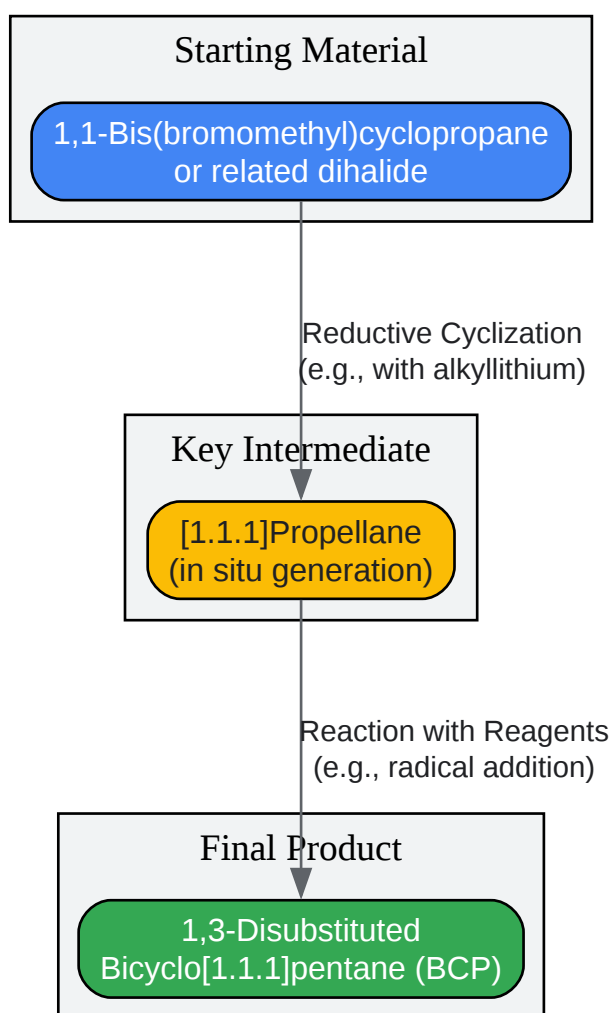 Starting Material
1,1-Bis(bromomethyl)cyclopropane
or related dihalide
Reductive Cyclization
(e.g., with alkyllithium)
Key Intermediate
[1.1.1]Propellane
(in situ generation)
Reaction with Reagents
(e.g., radical addition)
Final Product
1,3-Disubstituted
Bicyclo[1.1.1]pentane (BCP)